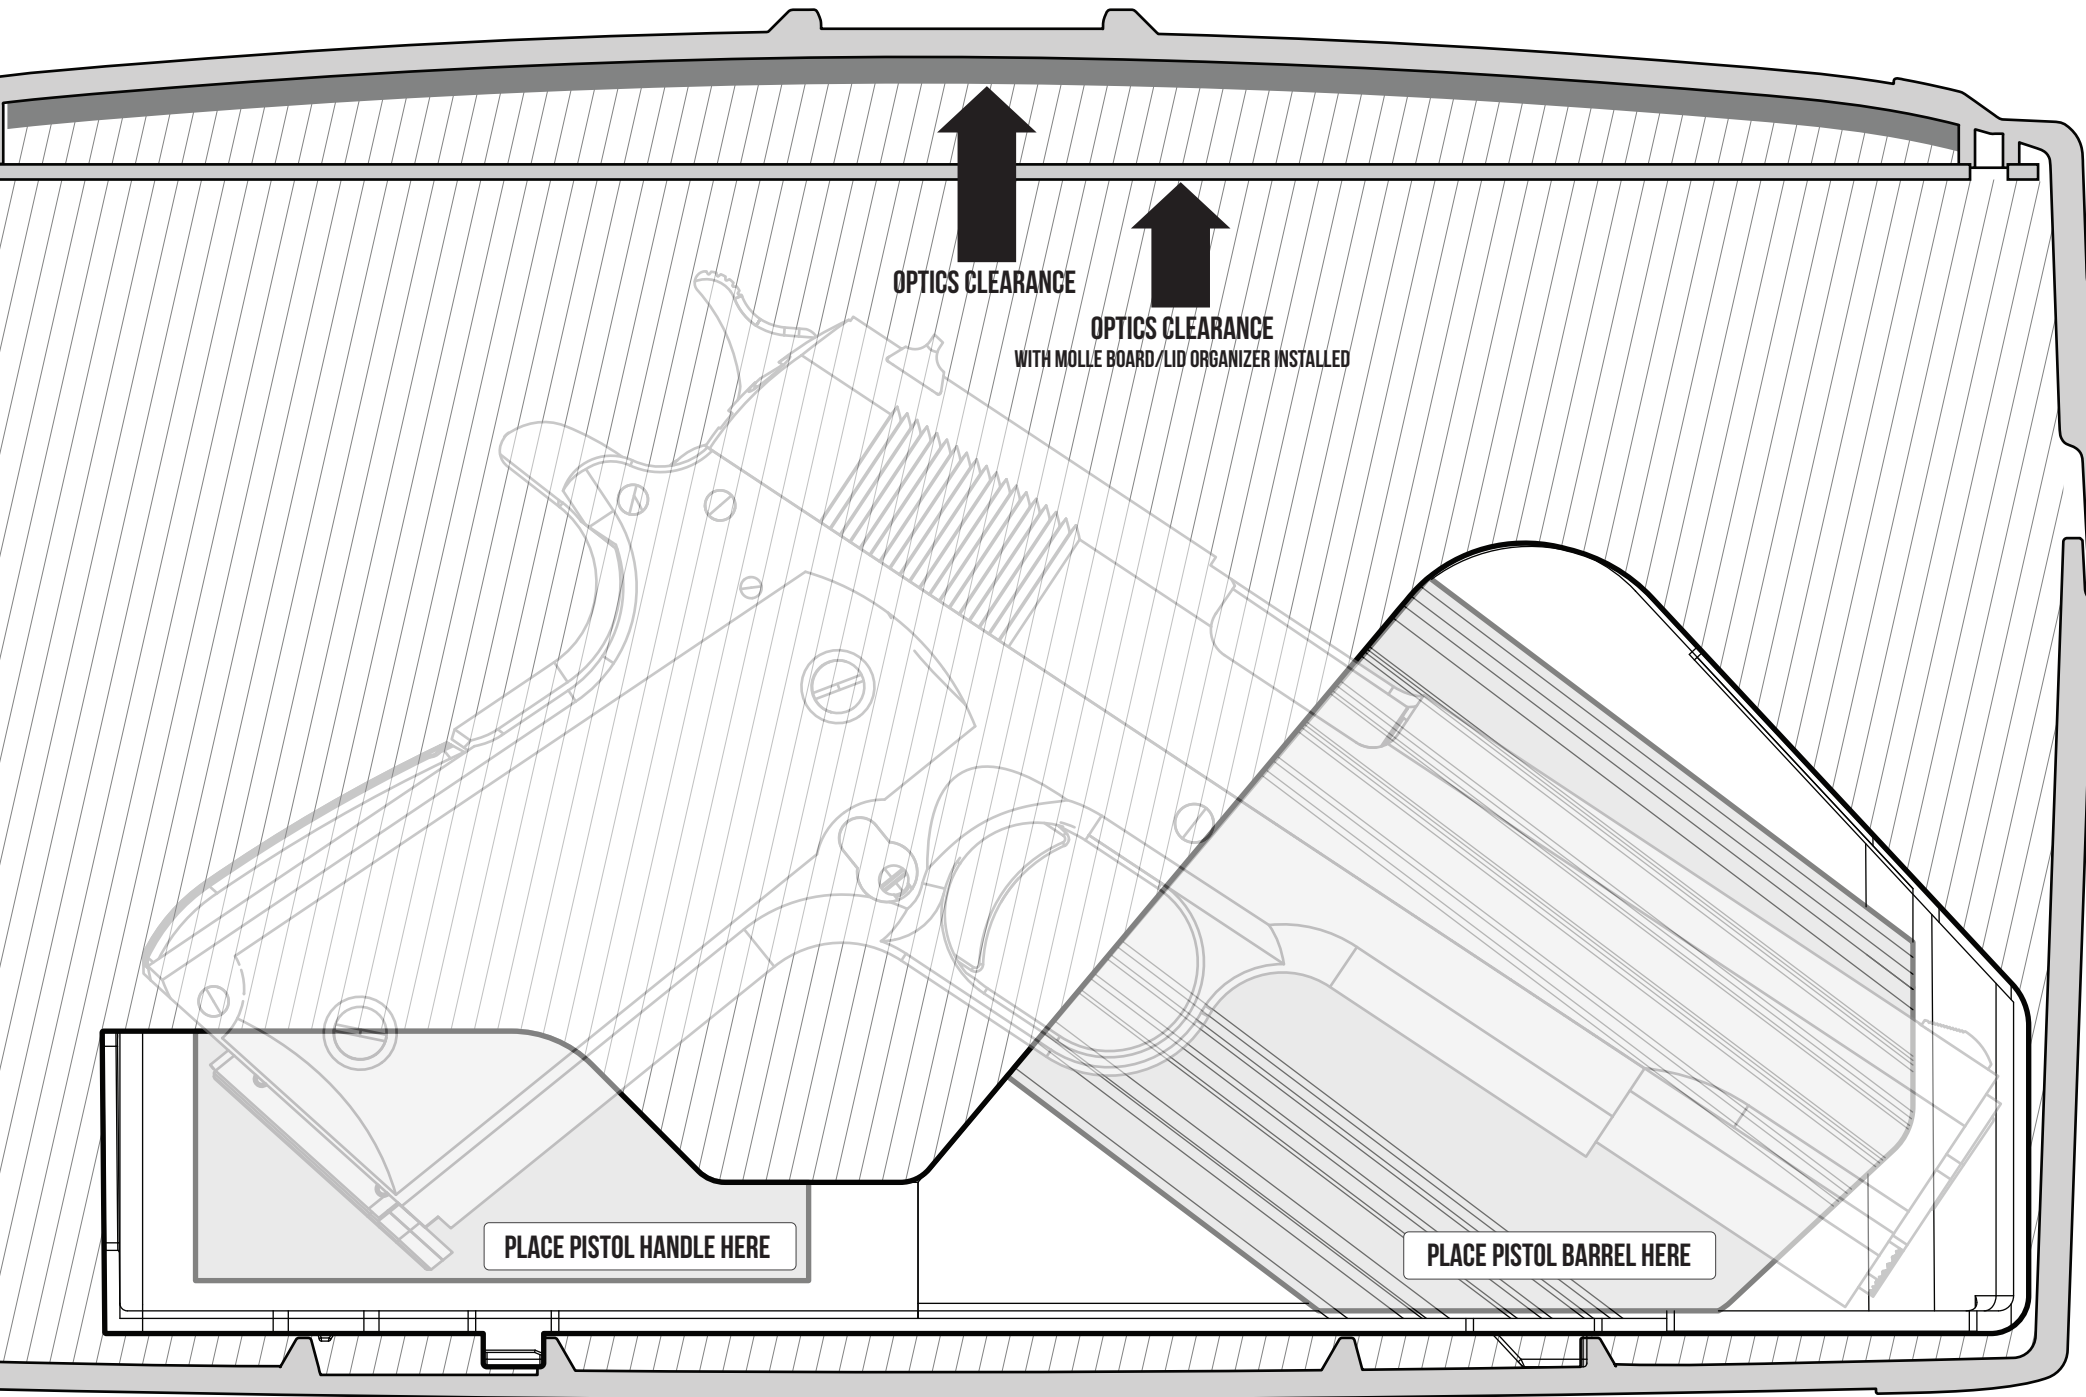 OPTICS CLEARANCE
OPTICS CLEARANCE
WITH MOLLE BOARD/LID ORGANIZER INSTALLED
PLACE PISTOL HANDLE HERE
PLACE PISTOL BARREL HERE